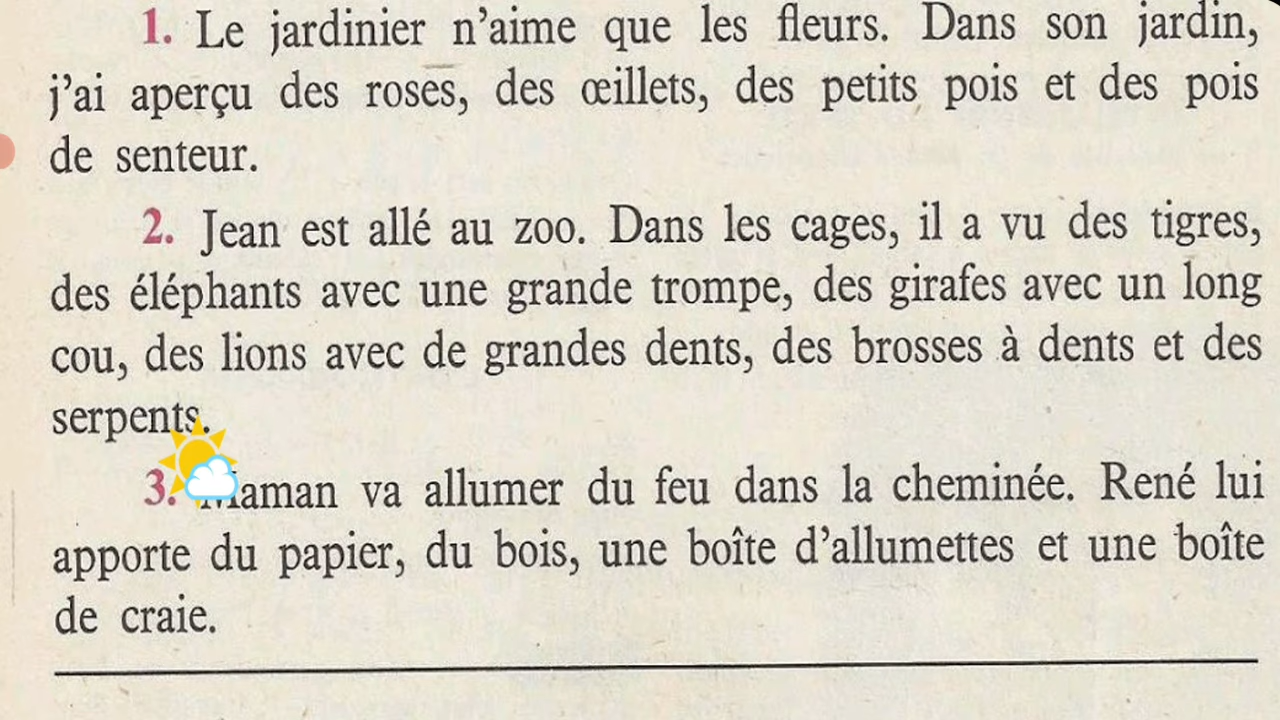 1. Le jardinier n'aime que les fleurs. Dans son jardin,
j'ai aperçu des roses, des œillets, des petits pois et des pois
de senteur.
2. Jean est allé au zoo. Dans les cages, il a vu des tigres,
des éléphants avec une grande trompe, des girafes avec un long
cou, des lions avec de grandes dents, des brosses à dents et des
serpents.
3. Maman va allumer du feu dans la cheminée. René lui
apporte du papier, du bois, une boîte d'allumettes et une boîte
de craie.